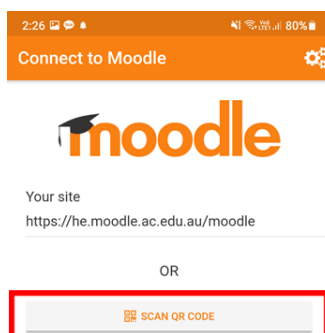 2:26 80%
Connect to Moodle
moodle
Your site
https://he.moodle.ac.edu.au/moodle
OR
SCAN QR CODE